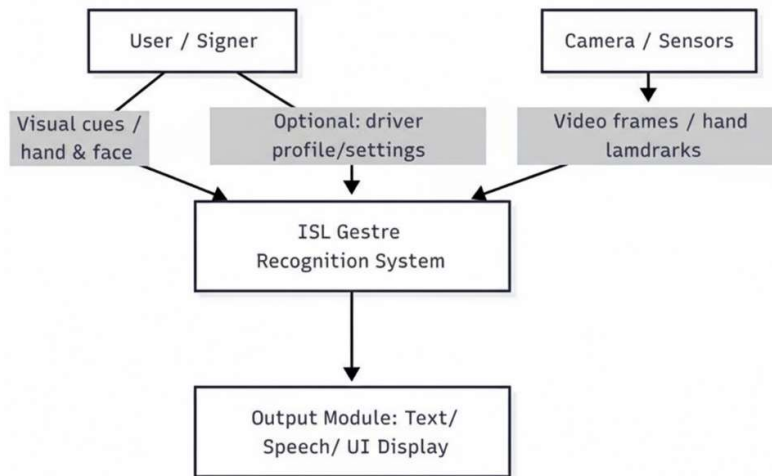 User / Signer
Camera / Sensors
Visual cues /
hand & face
Optional: driver
profile/settings
Video frames / hand
lamdrarks
ISL Gestre
Recognition System
Output Module: Text/
Speech/ UI Display